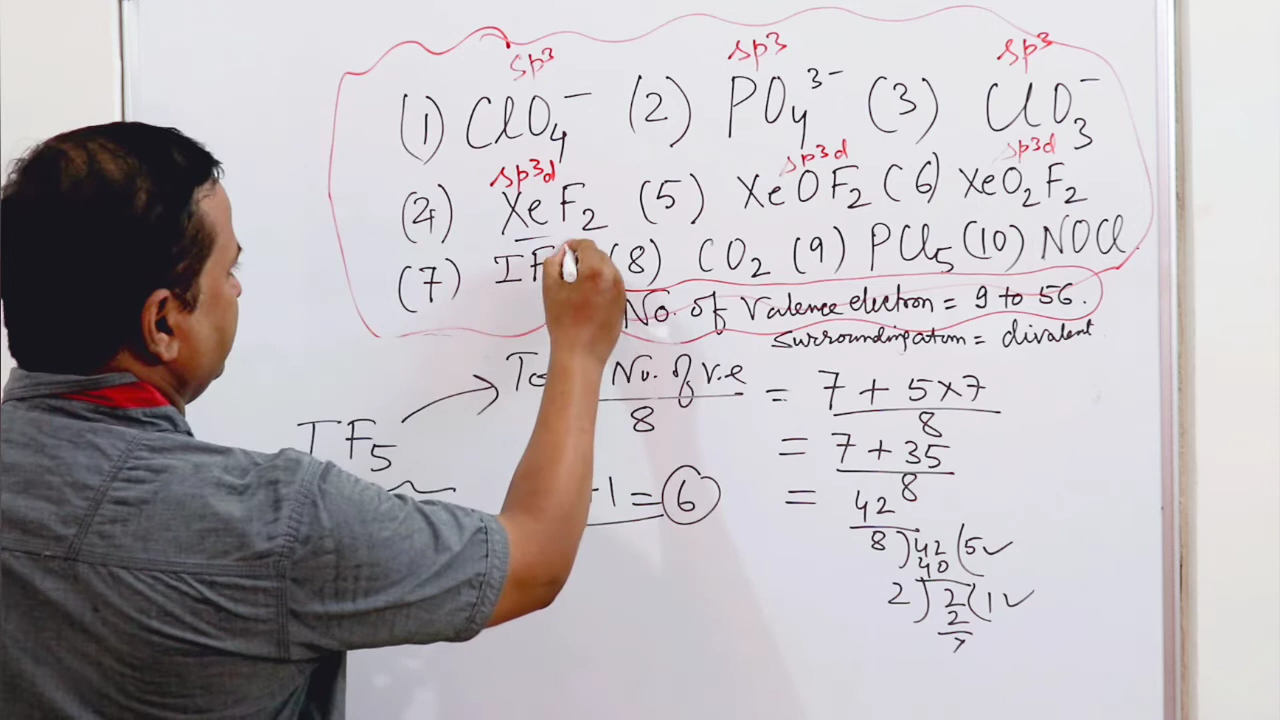 sp3 sp3 sp3
(1) ClO4⁻ (2) PO4³⁻ (3) ClO3⁻
sp3d sp3d sp3d
(4) XeF2 (5) XeOF2 (6) XeO2F2
(7) IF (8) CO2 (9) PCl5 (10) NOCl
No. of Valence electron = 9 to 56.
Surrounding atom = divalent
No. of v.e / 8 = 7 + 5×7 / 8
IF5 = 7 + 35 / 8
-1 = 6 = 42 / 8
8)42(5✓
40
2)2(1✓
2
×